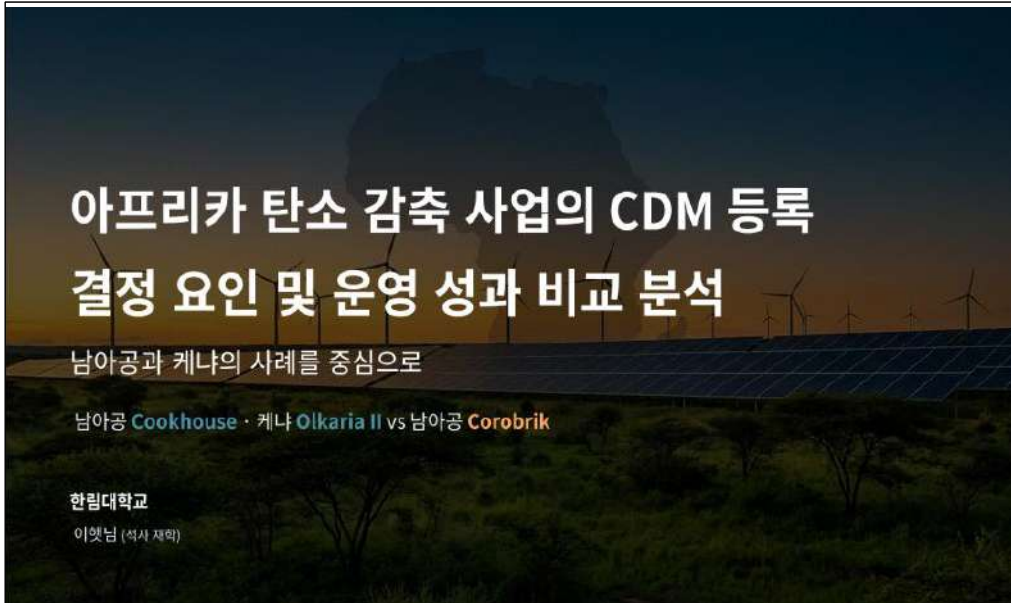 아프리카 탄소 감축 사업의 CDM 등록
결정 요인 및 운영 성과 비교 분석
남아공과 케냐의 사례를 중심으로
남아공 Cookhouse · 케냐 Olkaria II vs 남아공 Corobrik
한림대학교
이햇님 (석사 재학)